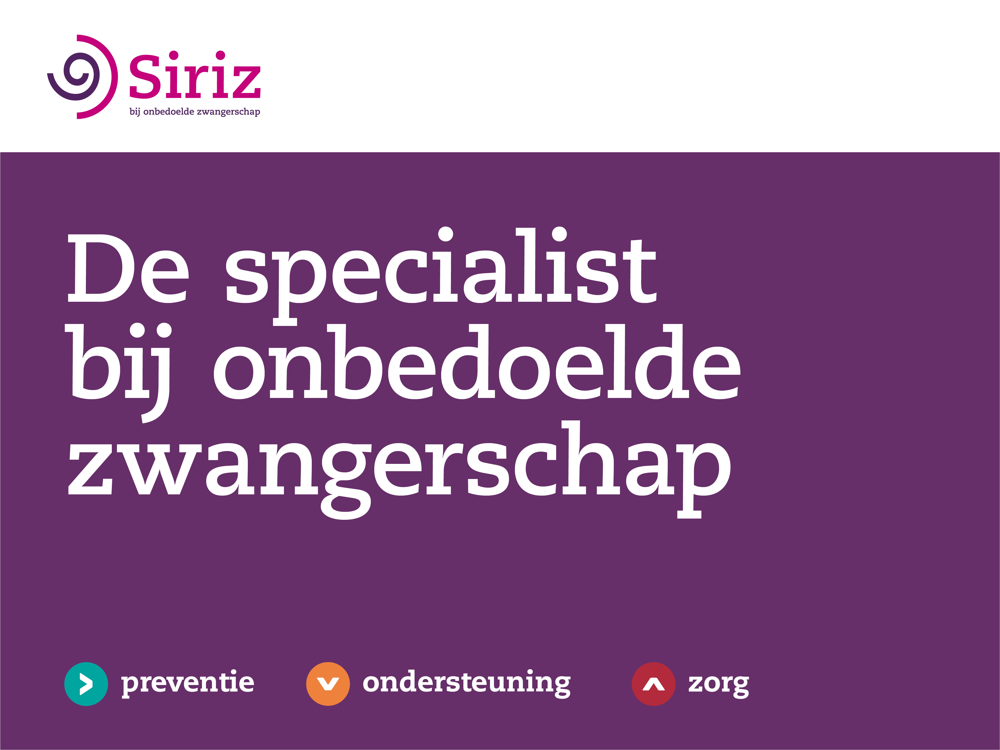 Siriz
bij onbedoelde zwangerschap
De specialist
bij onbedoelde
zwangerschap
preventie
ondersteuning
zorg